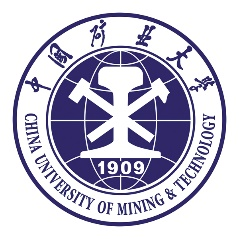 中国矿业大学
1909
CHINA UNIVERSITY OF MINING & TECHNOLOGY